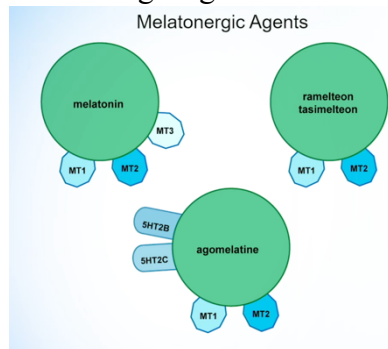 Melatonergic Agents
melatonin
MT3
MT1
MT2
ramelteon
tasimelteon
MT1
MT2
5HT2B
5HT2C
agomelatine
MT1
MT2